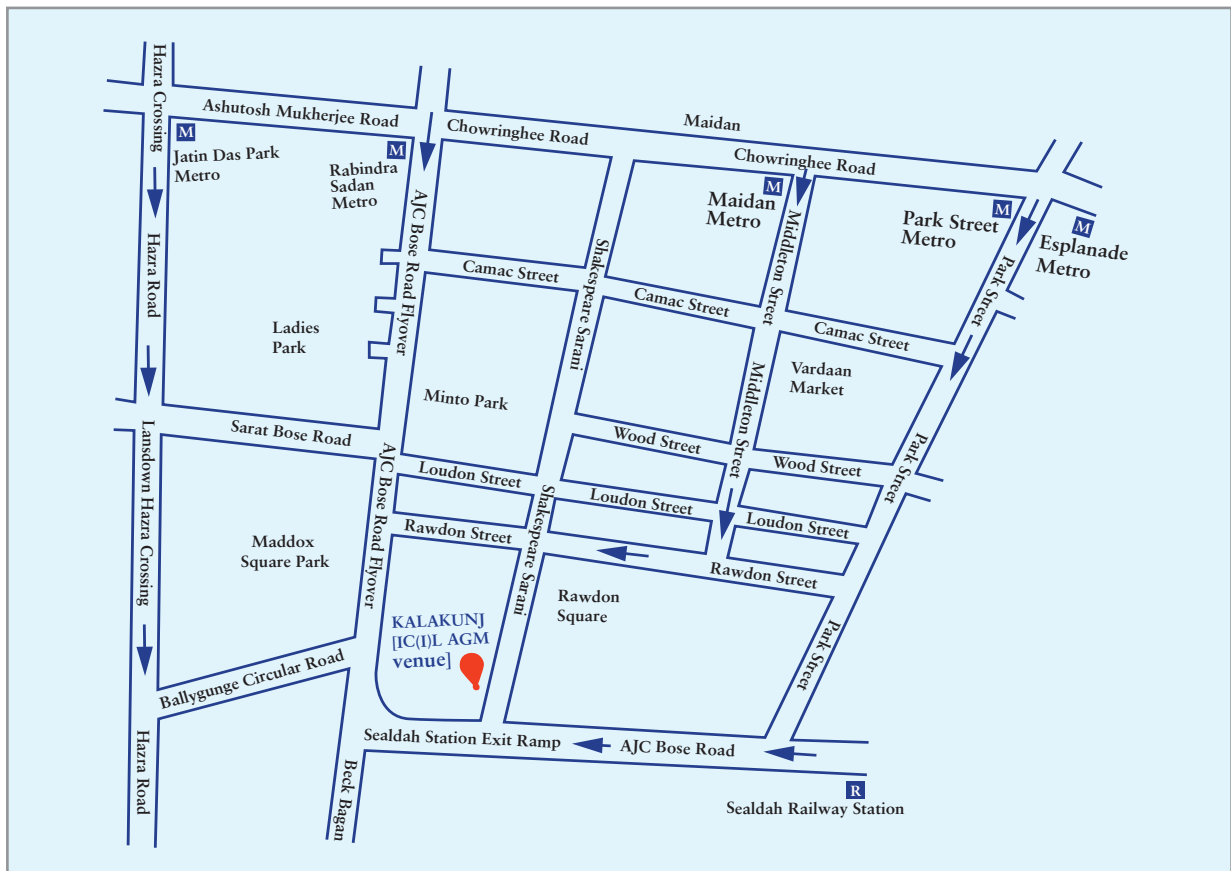 Hazra Crossing
Ashutosh Mukherjee Road
Chowringhee Road
Maidan
Chowringhee Road
M
Jatin Das Park
Metro
M
Rabindra
Sadan
Metro
M
Maidan
Metro
M
Park Street
Metro
M
Esplanade
Metro
Hazra Road
AJC Bose Road Flyover
Shakespeare Sarani
Middleton Street
Park Street
Camac Street
Camac Street
Camac Street
Ladies
Park
Minto Park
Vardaan
Market
Middleton Street
Park Street
Lansdown Hazra Crossing
Sarat Bose Road
AJC Bose Road Flyover
Wood Street
Wood Street
Loudon Street
Loudon Street
Loudon Street
Shakespeare Sarani
Rawdon Street
Rawdon Street
Maddox
Square Park
Rawdon
Square
KALAKUNJ
[IC(I)L AGM
venue]
Park Street
Ballygunge Circular Road
Hazra Road
Sealdah Station Exit Ramp
AJC Bose Road
Beck Bagan
R
Sealdah Railway Station